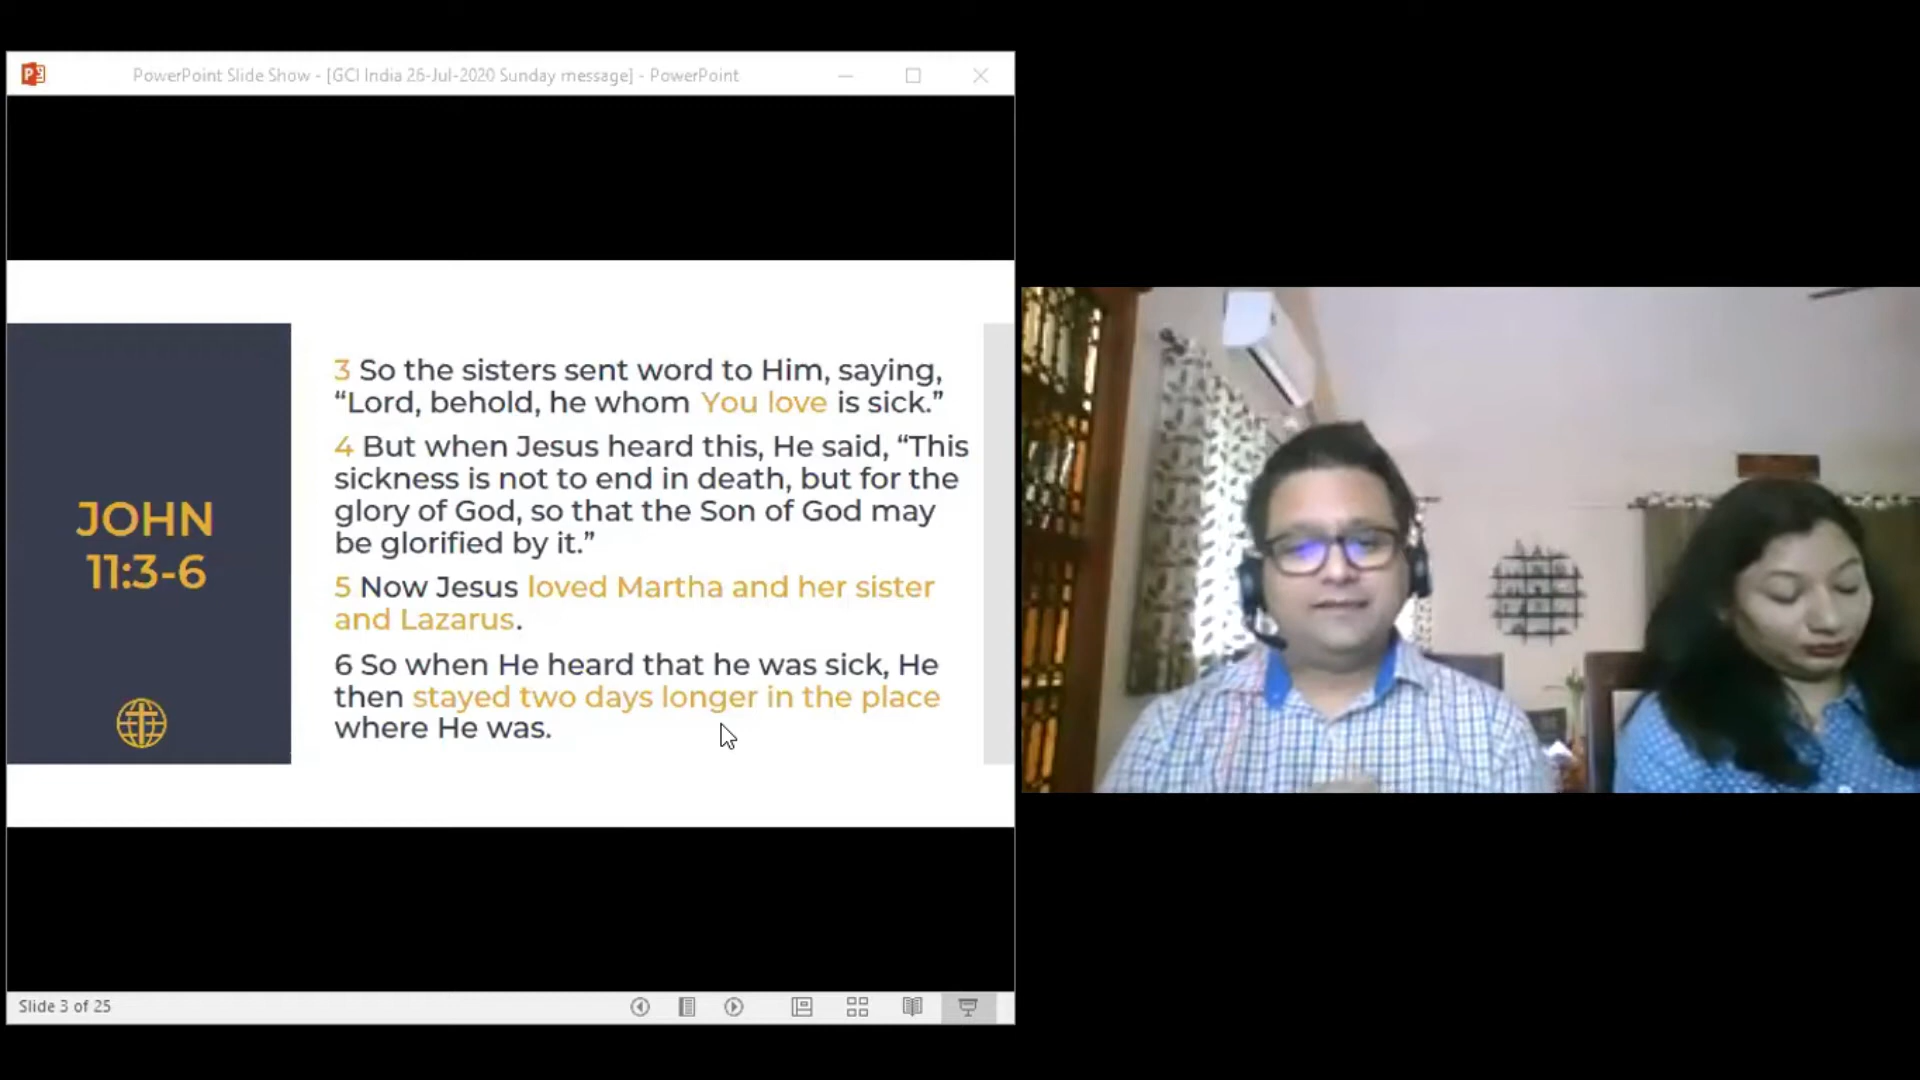 PowerPoint Slide Show - [GCI India 26-Jul-2020 Sunday message] - PowerPoint
JOHN
11:3-6
3 So the sisters sent word to Him, saying,
“Lord, behold, he whom You love is sick.”
4 But when Jesus heard this, He said, “This
sickness is not to end in death, but for the
glory of God, so that the Son of God may
be glorified by it.”
5 Now Jesus loved Martha and her sister
and Lazarus.
6 So when He heard that he was sick, He
then stayed two days longer in the place
where He was.
Slide 3 of 25